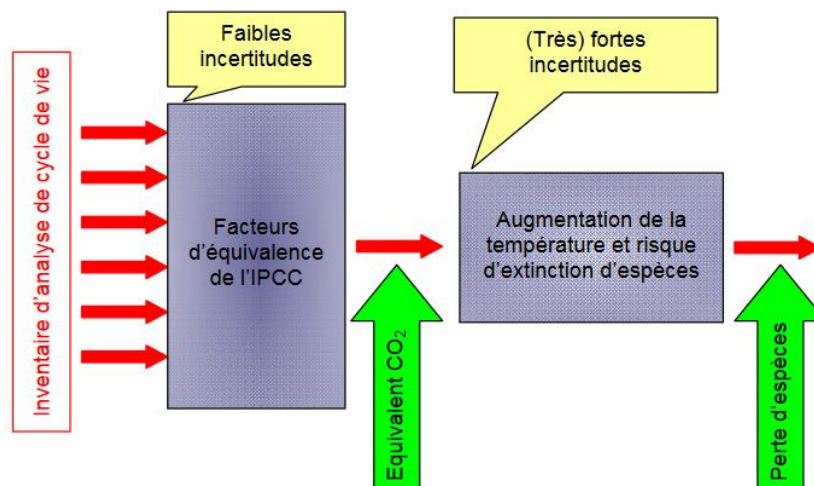 Inventaire d'analyse de cycle de vie
Faibles
incertitudes
Facteurs
d'équivalence
de l'IPCC
Equivalent CO₂
(Très) fortes
incertitudes
Augmentation de la
température et risque
d'extinction d'espèces
Perte d'espèces